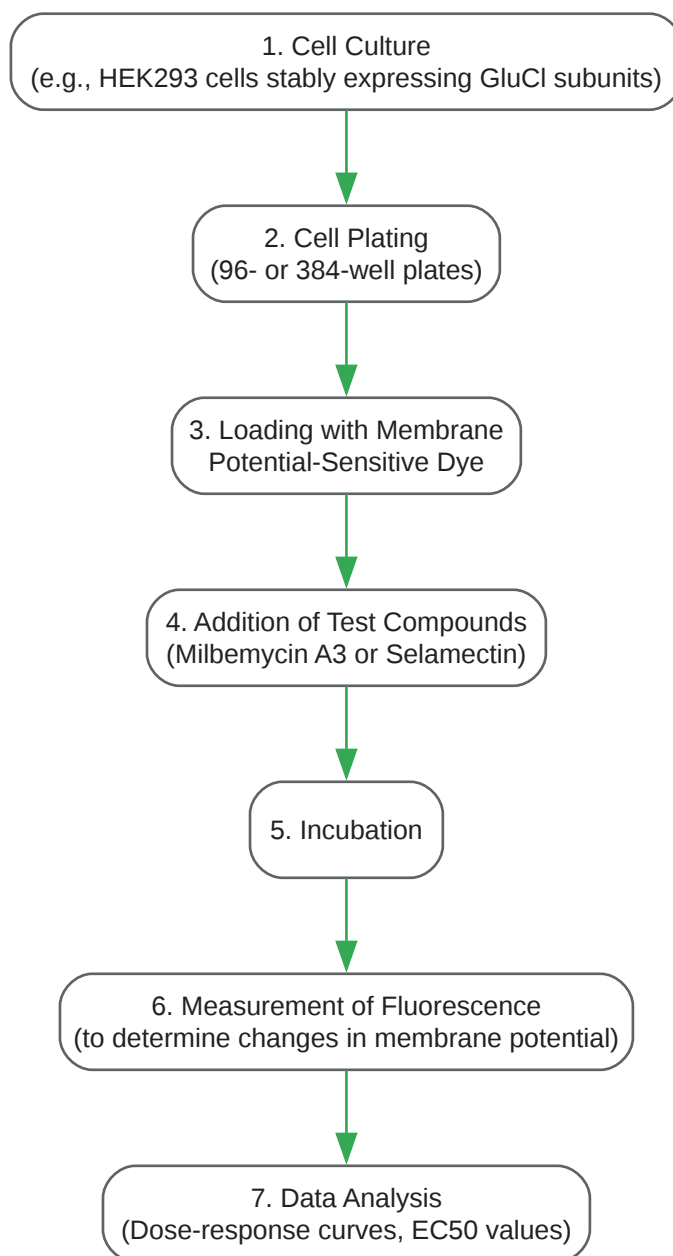 1. Cell Culture
(e.g., HEK293 cells stably expressing GluCl subunits)
2. Cell Plating
(96- or 384-well plates)
3. Loading with Membrane
Potential-Sensitive Dye
4. Addition of Test Compounds
(Milbemycin A3 or Selamectin)
5. Incubation
6. Measurement of Fluorescence
(to determine changes in membrane potential)
7. Data Analysis
(Dose-response curves, EC50 values)